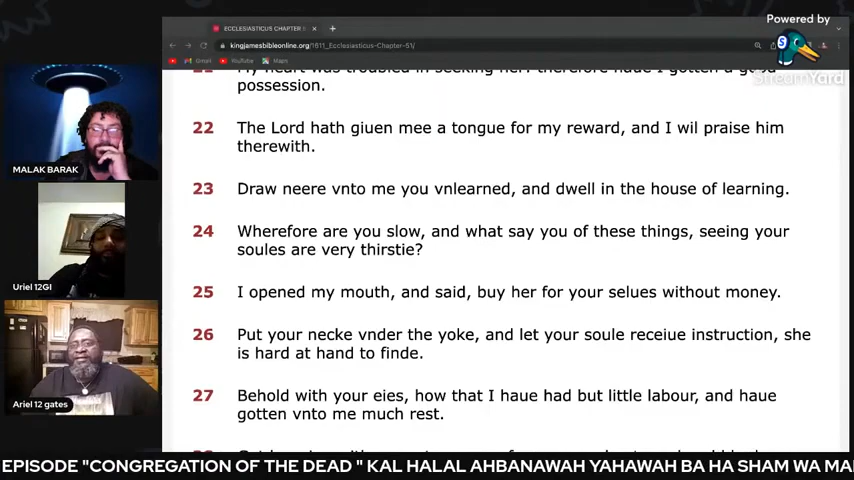 Powered by
StreamYard
ECCLESIASTICUS CHAPTER
kingjamesbibleonline.org/1611_Ecclesiasticus-Chapter-51/
Gmail YouTube Maps
possession.
22 The Lord hath giuen mee a tongue for my reward, and I wil praise him
therewith.
23 Draw neere vnto me you vnlearned, and dwell in the house of learning.
24 Wherefore are you slow, and what say you of these things, seeing your
soules are very thirstie?
25 I opened my mouth, and said, buy her for your selues without money.
26 Put your necke vnder the yoke, and let your soule receiue instruction, she
is hard at hand to finde.
27 Behold with your eies, how that I haue had but little labour, and haue
gotten vnto me much rest.
MALAK BARAK
Uriel 12GI
Ariel 12 gates
EPISODE "CONGREGATION OF THE DEAD " KAL HALAL AHBANAWAH YAHAWAH BA HA SHAM WA MA